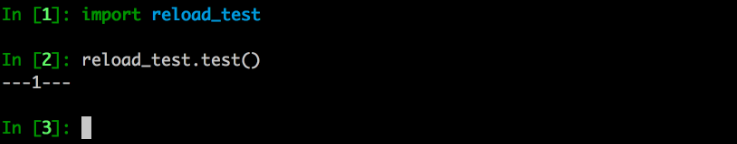 In [1]: import reload_test
In [2]: reload_test.test()
---1---
In [3]: